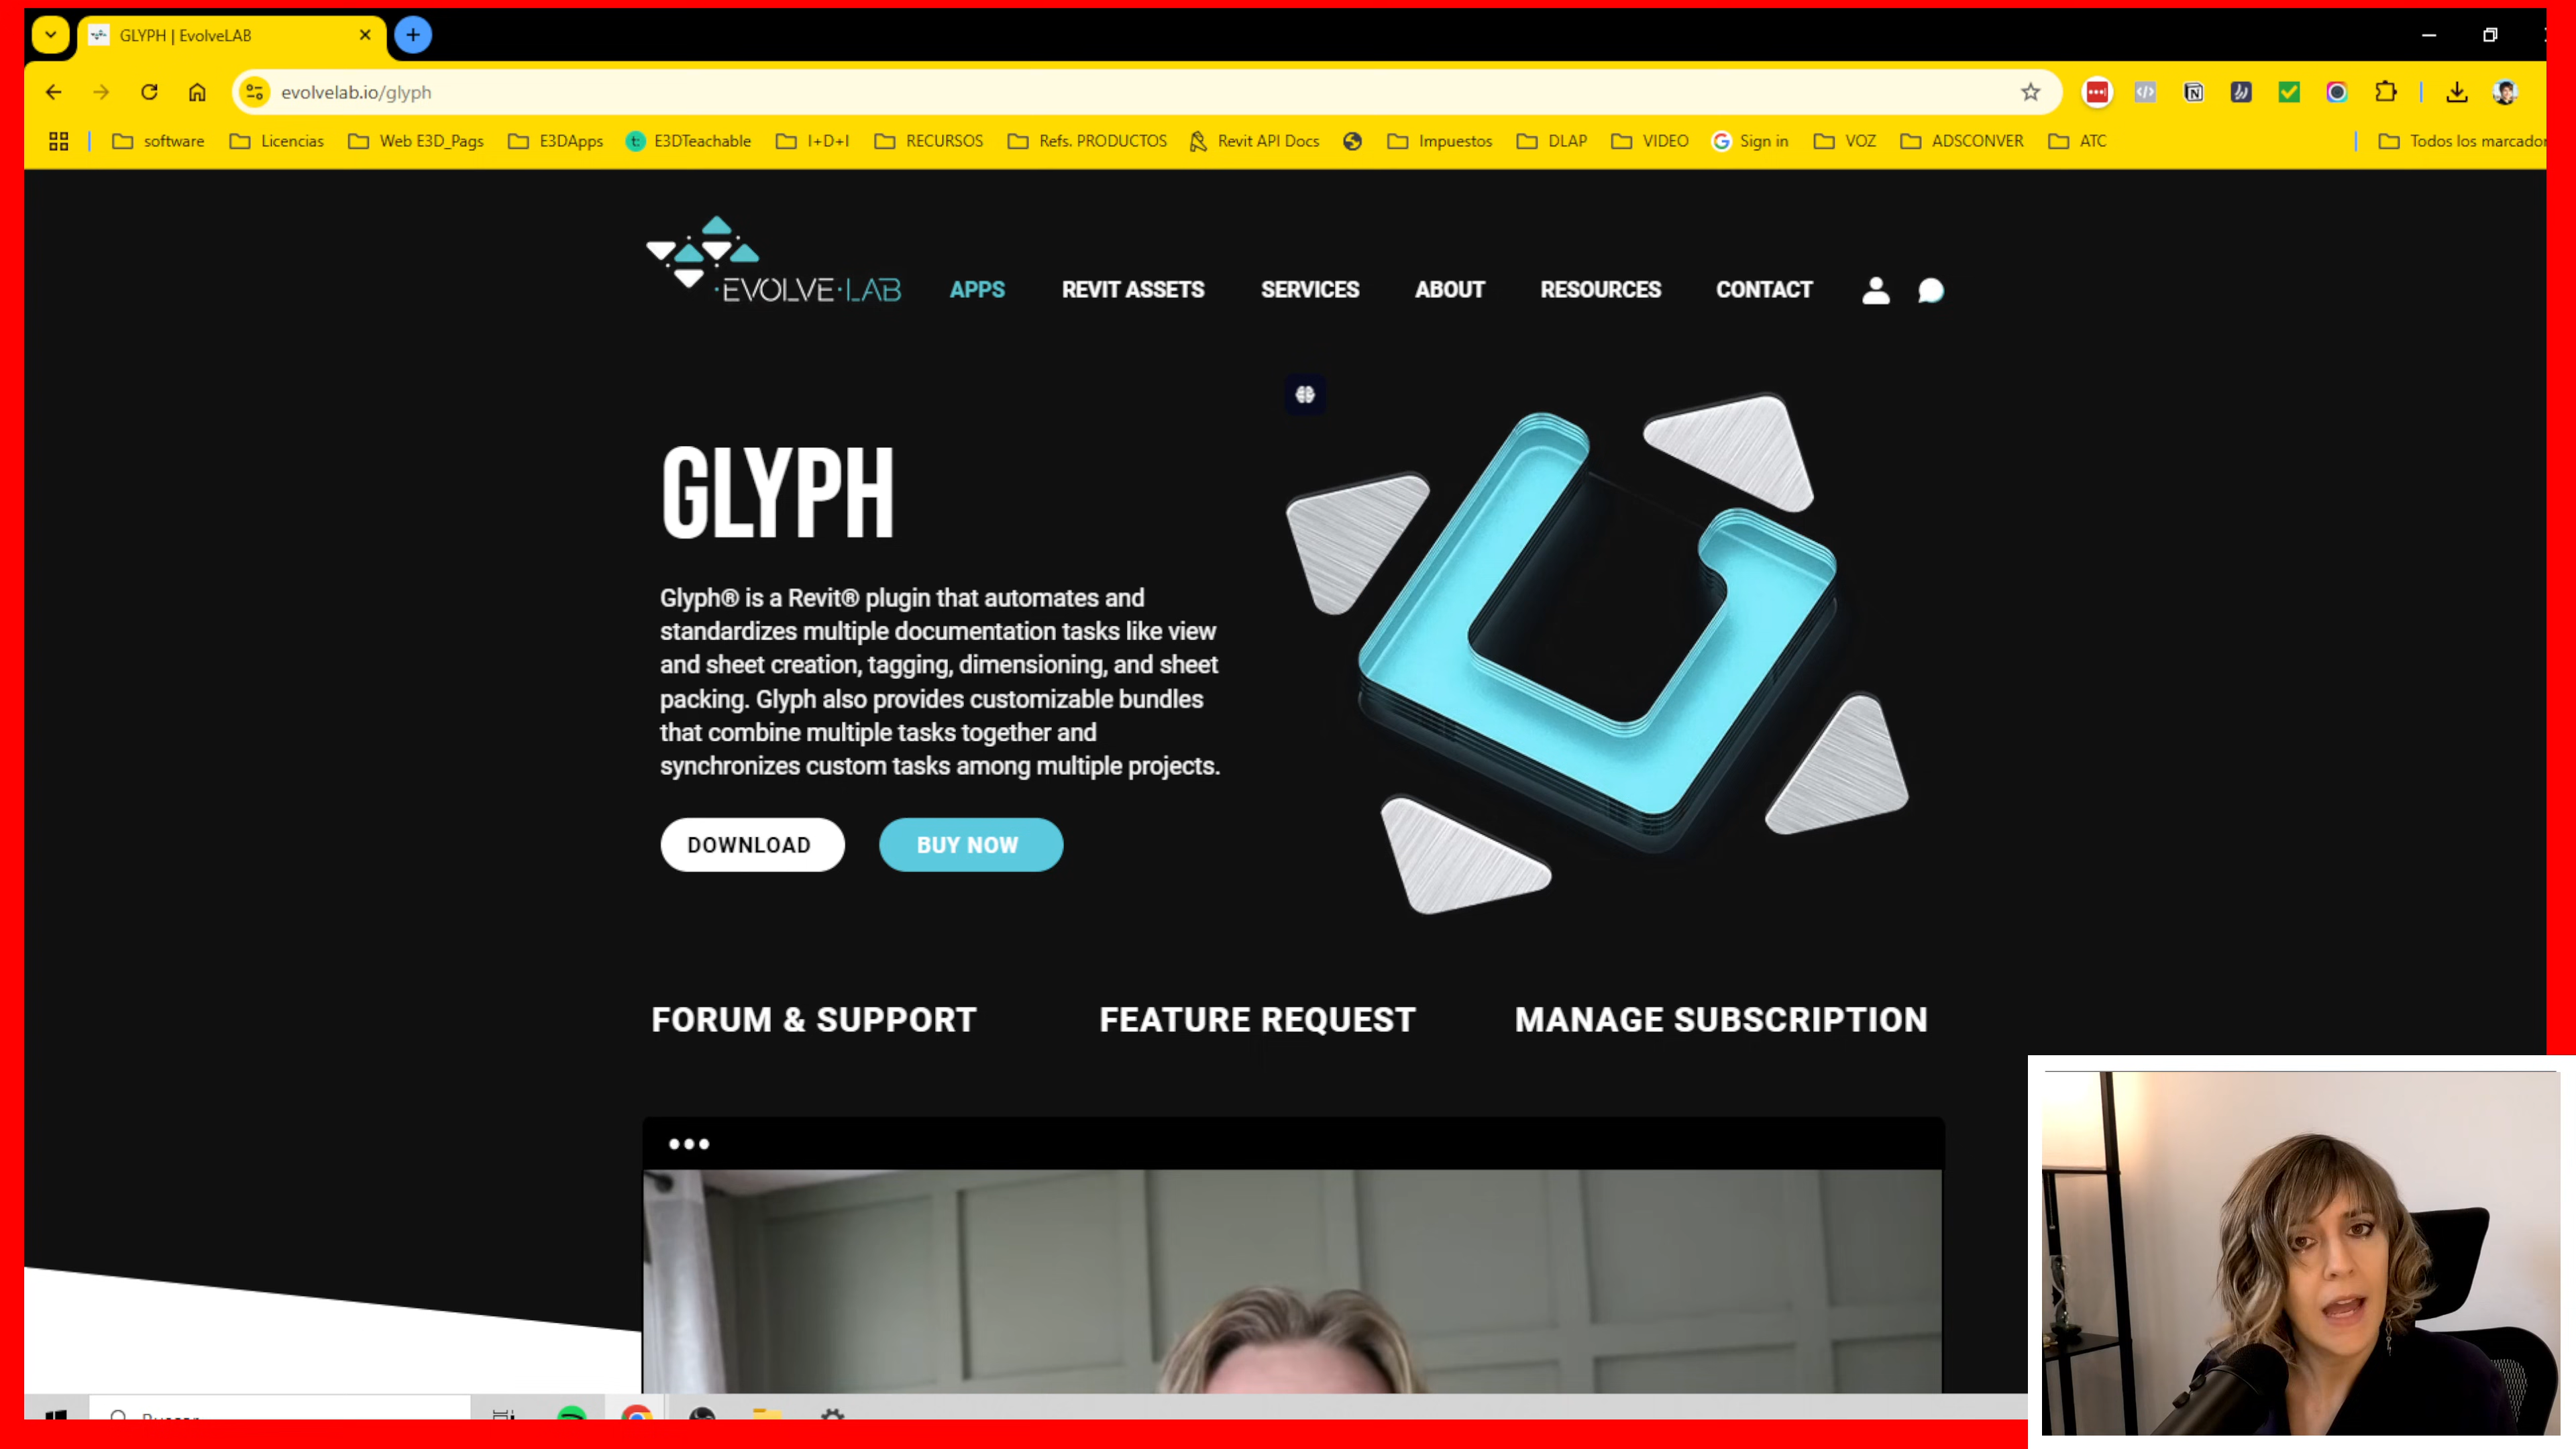 GLYPH | EvolveLAB
evolvelab.io/glyph
software Licencias Web E3D_Pags E3DApps E3DTeachable I+D+I RECURSOS Refs. PRODUCTOS Revit API Docs Impuestos DLAP VIDEO Sign in VOZ ADSCONVER ATC Todos los marcador
·EVOLVE·LAB
APPS REVIT ASSETS SERVICES ABOUT RESOURCES CONTACT
GLYPH
Glyph® is a Revit® plugin that automates and
standardizes multiple documentation tasks like view
and sheet creation, tagging, dimensioning, and sheet
packing. Glyph also provides customizable bundles
that combine multiple tasks together and
synchronizes custom tasks among multiple projects.
DOWNLOAD BUY NOW
FORUM & SUPPORT FEATURE REQUEST MANAGE SUBSCRIPTION